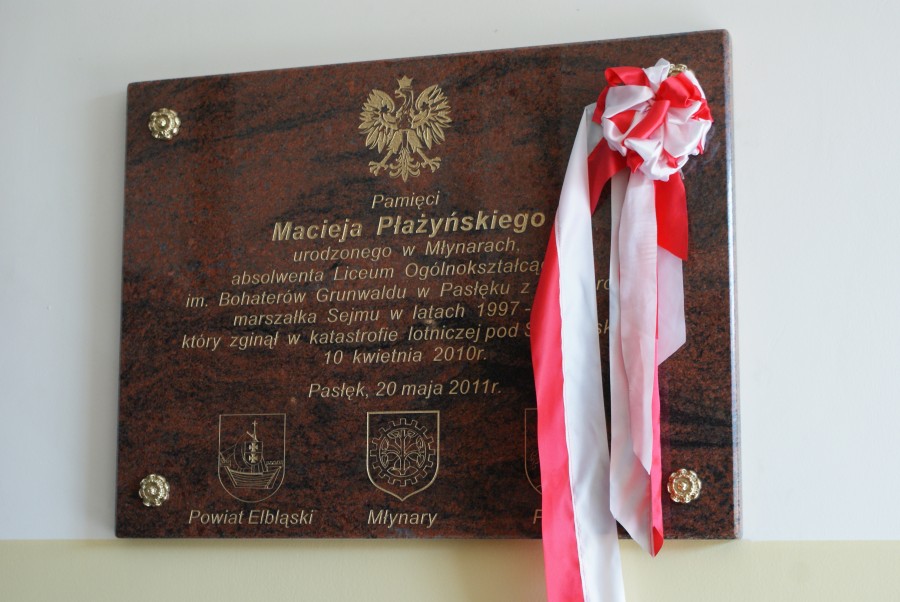 Pamięci
Macieja Płażyńskiego
urodzonego w Młynarach,
absolwenta Liceum
im. Bohaterów Grunwaldu w Pasłęku z
marszałka Sejmu w latach 1997 -
który zginął w katastrofie lotniczej pod
10 kwietnia 2010r.
Pasłęk, 20 maja 2011r.
Powiat Elbląski
Młynary